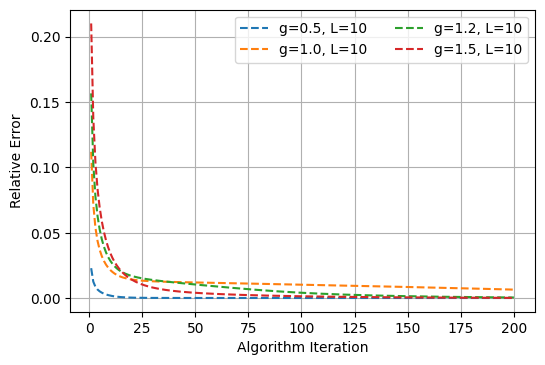 g=0.5, L=10 g=1.2, L=10
g=1.0, L=10 g=1.5, L=10
0.20
0.15
0.10
0.05
0.00
Relative Error
0 25 50 75 100 125 150 175 200
Algorithm Iteration